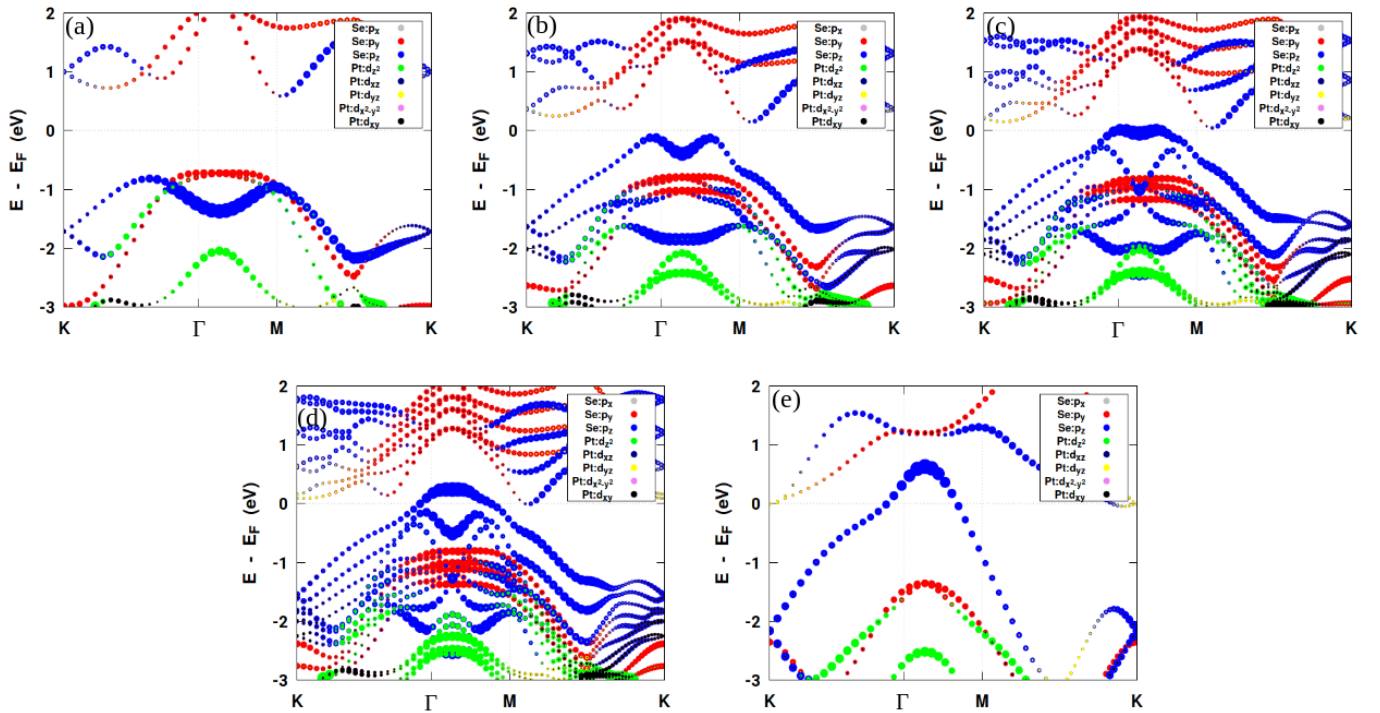 (a)
2
1
0
-1
-2
-3
E - E_F (eV)
K Γ M K
Se:p_x
Se:p_y
Se:p_z
Pt:d_z²
Pt:d_xz
Pt:d_yz
Pt:d_x²,y²
Pt:d_xy
(b)
2
1
0
-1
-2
-3
E - E_F (eV)
K Γ M K
Se:p_x
Se:p_y
Se:p_z
Pt:d_z²
Pt:d_xz
Pt:d_yz
Pt:d_x²,y²
Pt:d_xy
(c)
2
1
0
-1
-2
-3
E - E_F (eV)
K Γ M K
Se:p_x
Se:p_y
Se:p_z
Pt:d_z²
Pt:d_xz
Pt:d_yz
Pt:d_x²,y²
Pt:d_xy
(d)
2
1
0
-1
-2
-3
E - E_F (eV)
K Γ M K
Se:p_x
Se:p_y
Se:p_z
Pt:d_z²
Pt:d_xz
Pt:d_yz
Pt:d_x²,y²
Pt:d_xy
(e)
2
1
0
-1
-2
-3
E - E_F (eV)
K Γ M K
Se:p_x
Se:p_y
Se:p_z
Pt:d_z²
Pt:d_xz
Pt:d_yz
Pt:d_x²,y²
Pt:d_xy